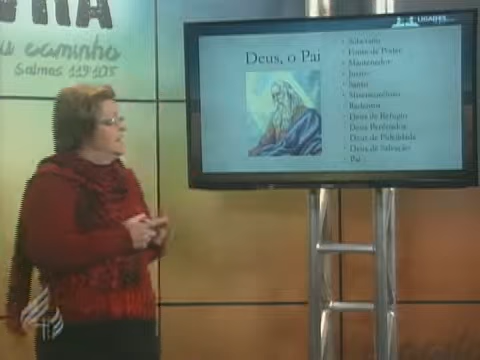 caminho
Salmos 119:105
Deus, o Pai
Soberano
Fonte de Poder
Mantenedor
Justo
Santo
Misericordioso
Redentor
Deus de Refúgio
Deus Perdoador
Deus de Fidelidade
Deus de Salvação
Pai